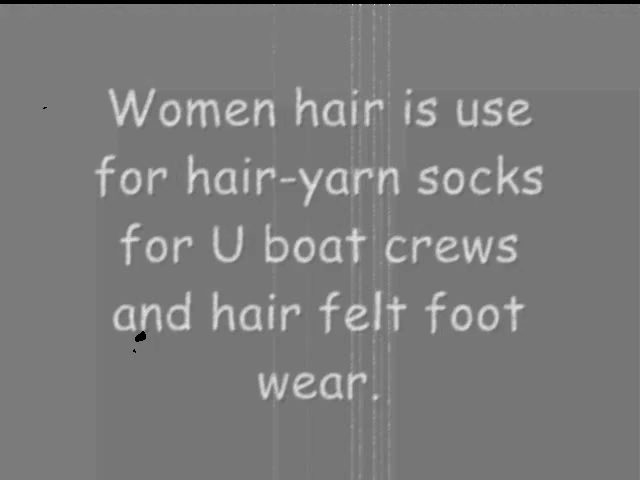 Women hair is use
for hair-yarn socks
for U boat crews
and hair felt foot
wear.